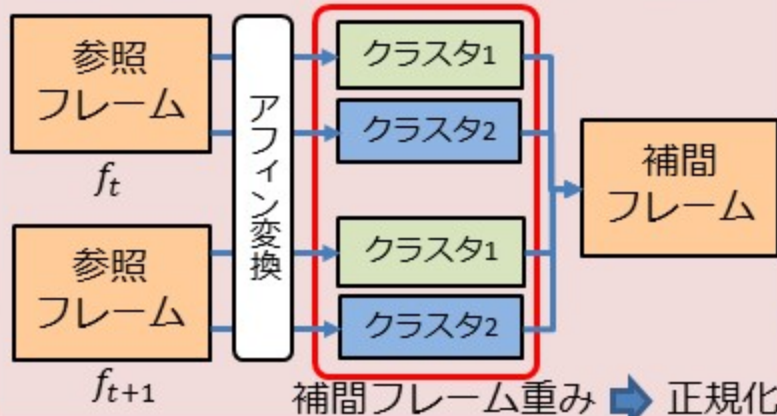 参照
フレーム
f_t
参照
フレーム
f_{t+1}
アフィン変換
クラスタ1
クラスタ2
クラスタ1
クラスタ2
補間
フレーム
補間フレーム重み ➡ 正規化